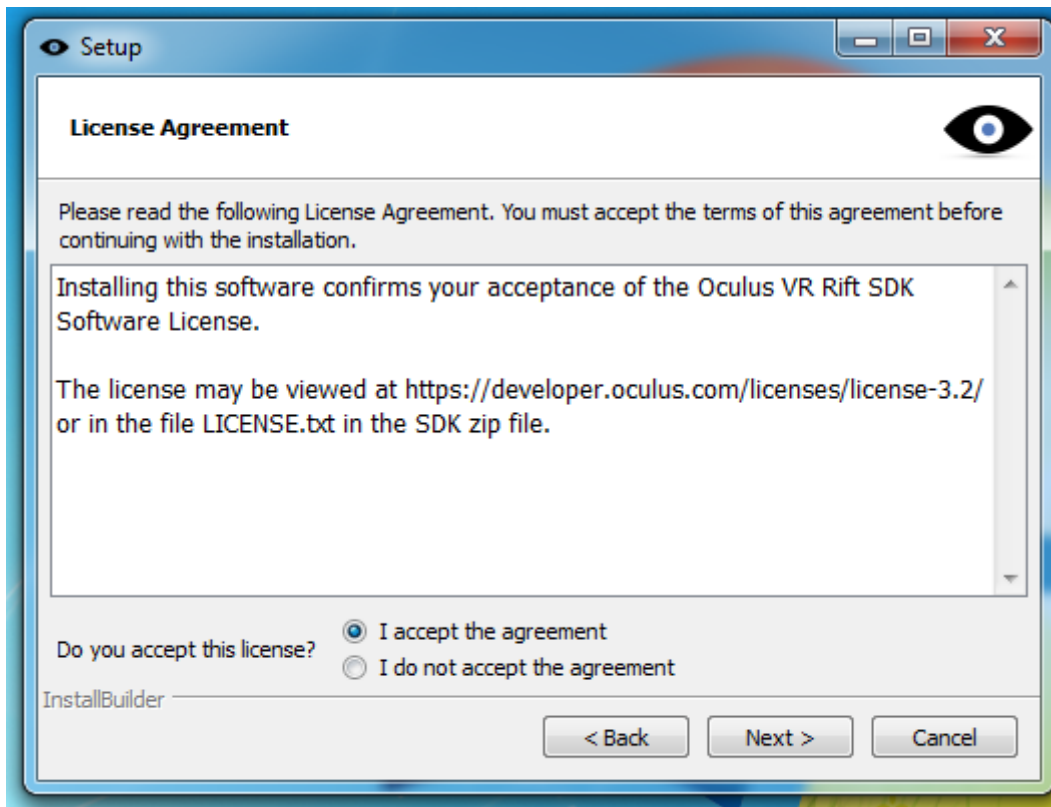 Setup
License Agreement
Please read the following License Agreement. You must accept the terms of this agreement before
continuing with the installation.
Installing this software confirms your acceptance of the Oculus VR Rift SDK
Software License.
The license may be viewed at https://developer.oculus.com/licenses/license-3.2/
or in the file LICENSE.txt in the SDK zip file.
Do you accept this license?
I accept the agreement
I do not accept the agreement
InstallBuilder
< Back
Next >
Cancel